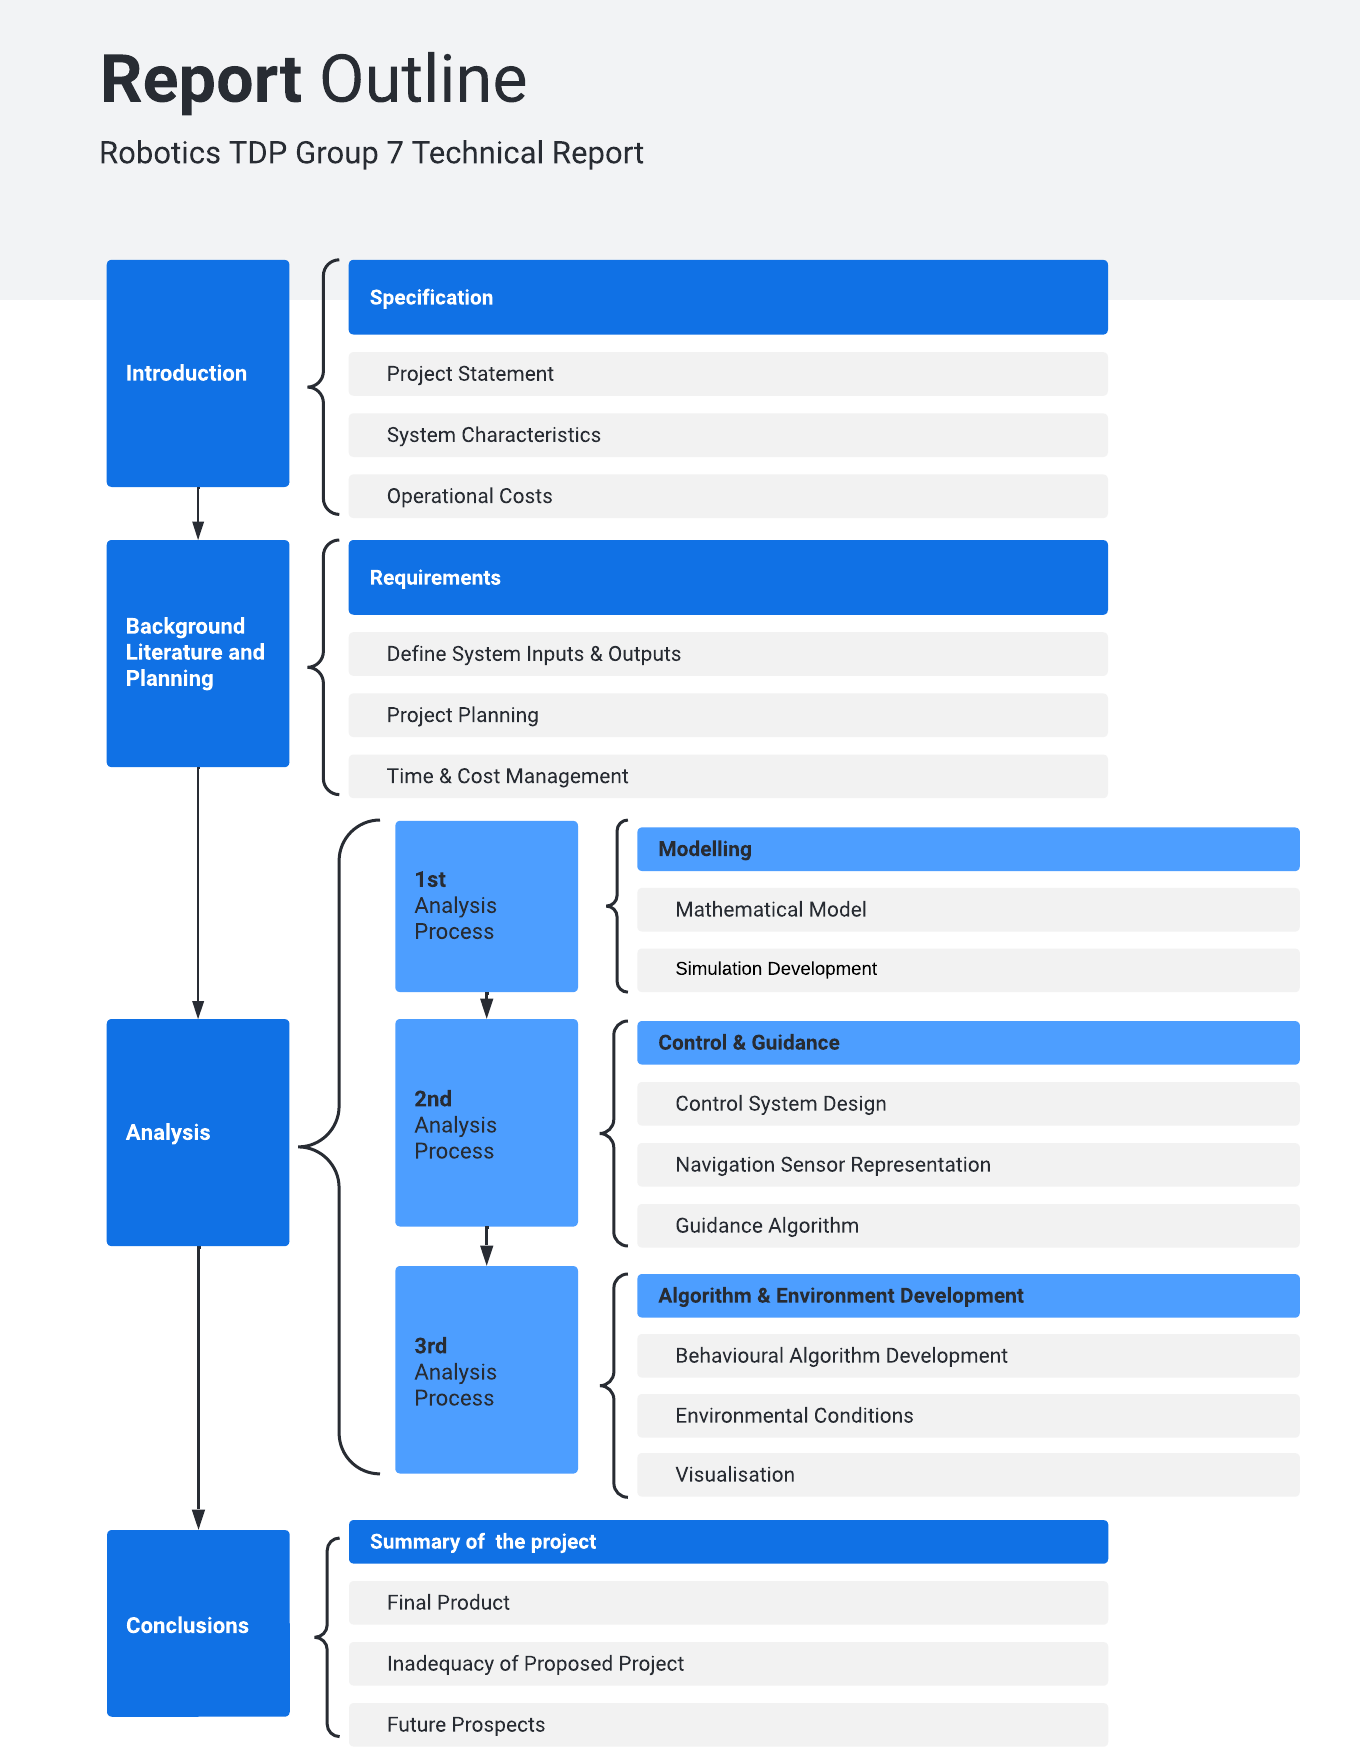 Report Outline
Robotics TDP Group 7 Technical Report
Introduction
Specification
Project Statement
System Characteristics
Operational Costs
Background
Literature and
Planning
Requirements
Define System Inputs & Outputs
Project Planning
Time & Cost Management
Analysis
1st
Analysis
Process
Modelling
Mathematical Model
Simulation Development
2nd
Analysis
Process
Control & Guidance
Control System Design
Navigation Sensor Representation
Guidance Algorithm
3rd
Analysis
Process
Algorithm & Environment Development
Behavioural Algorithm Development
Environmental Conditions
Visualisation
Conclusions
Summary of  the project
Final Product
Inadequacy of Proposed Project
Future Prospects